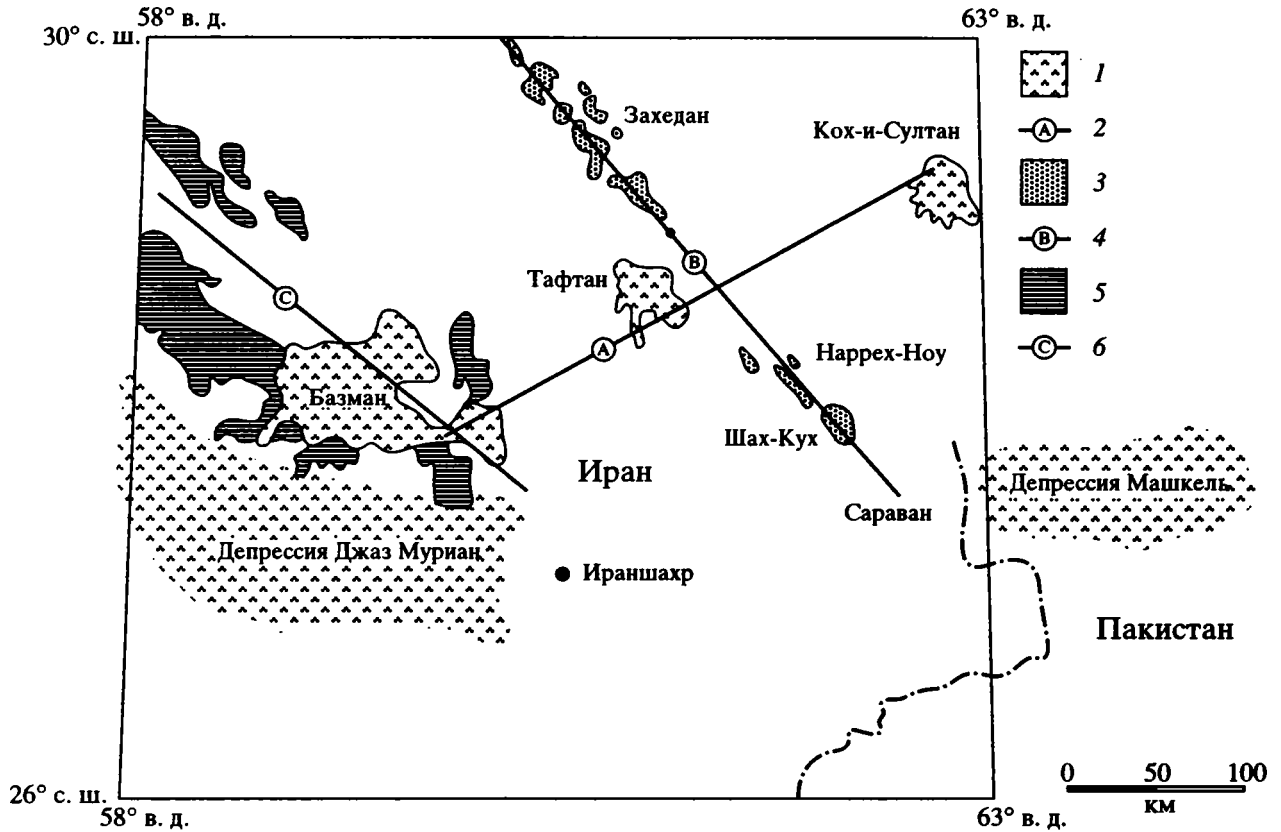 58° в. д.
63° в. д.
30° с. ш.
1
Захедан
Кох-и-Султан
A
2
3
B
4
Тафтан
C
5
A
C
6
Наррех-Ноу
Базман
Шах-Кух
Иран
Депрессия Машкель
Сараван
Депрессия Джаз Муриан
Ираншахр
Пакистан
0 50 100
км
26° с. ш.
58° в. д.
63° в. д.